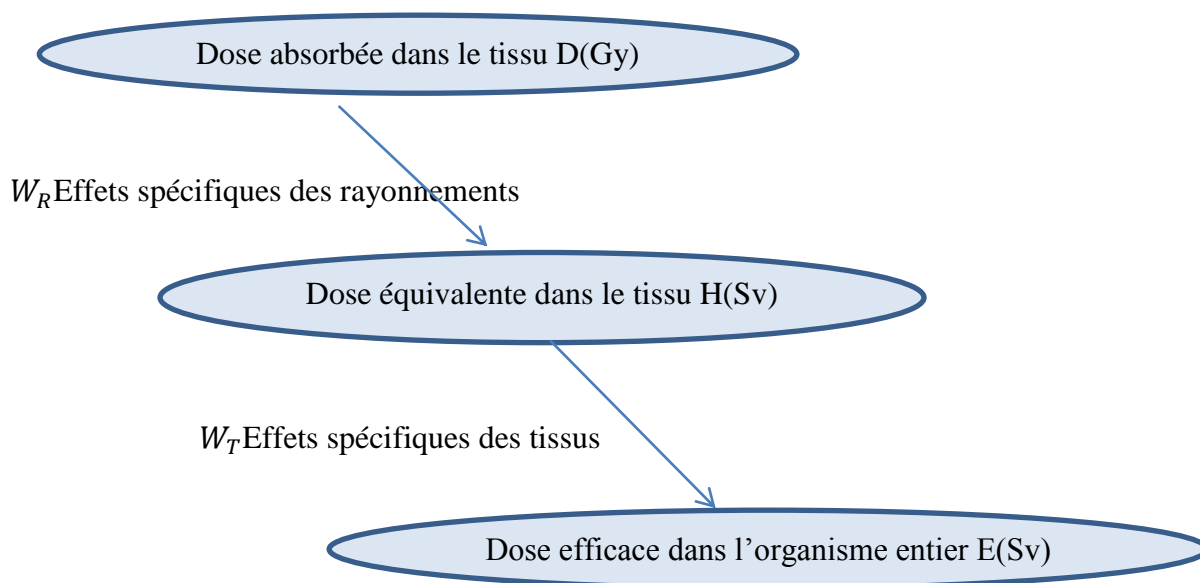 Dose absorbée dans le tissu D(Gy)
W_R Effets spécifiques des rayonnements
Dose équivalente dans le tissu H(Sv)
W_T Effets spécifiques des tissus
Dose efficace dans l’organisme entier E(Sv)